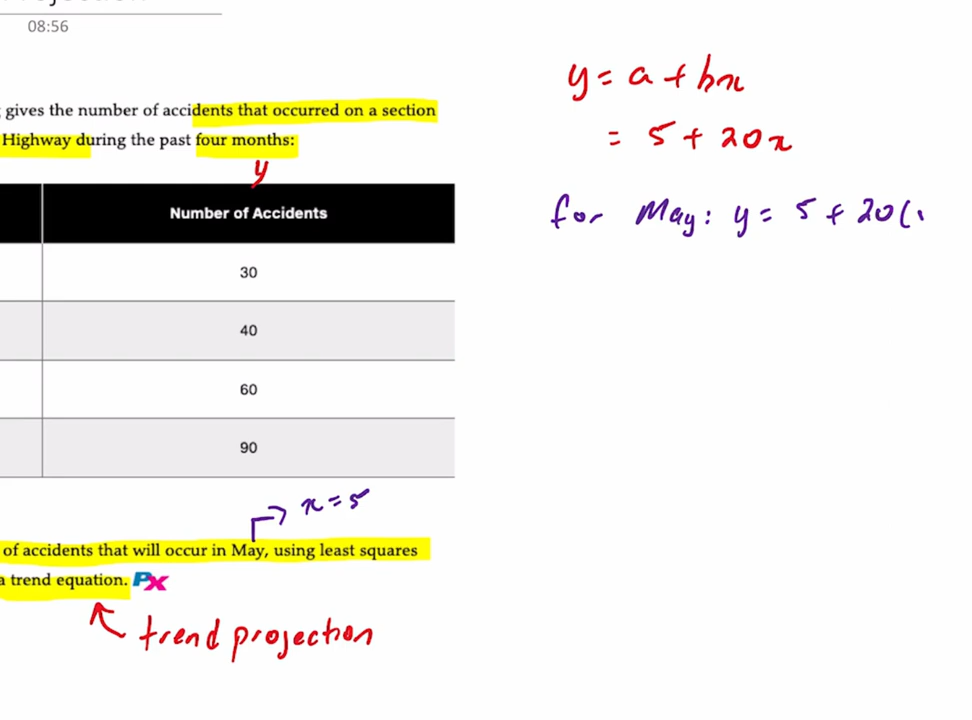 08:56
gives the number of accidents that occurred on a section
Highway during the past four months:
y
Number of Accidents
30
40
60
90
x = 5
of accidents that will occur in May, using least squares
a trend equation. PX
trend projection
y = a + bx
= 5 + 20x
for May: y = 5 + 20(